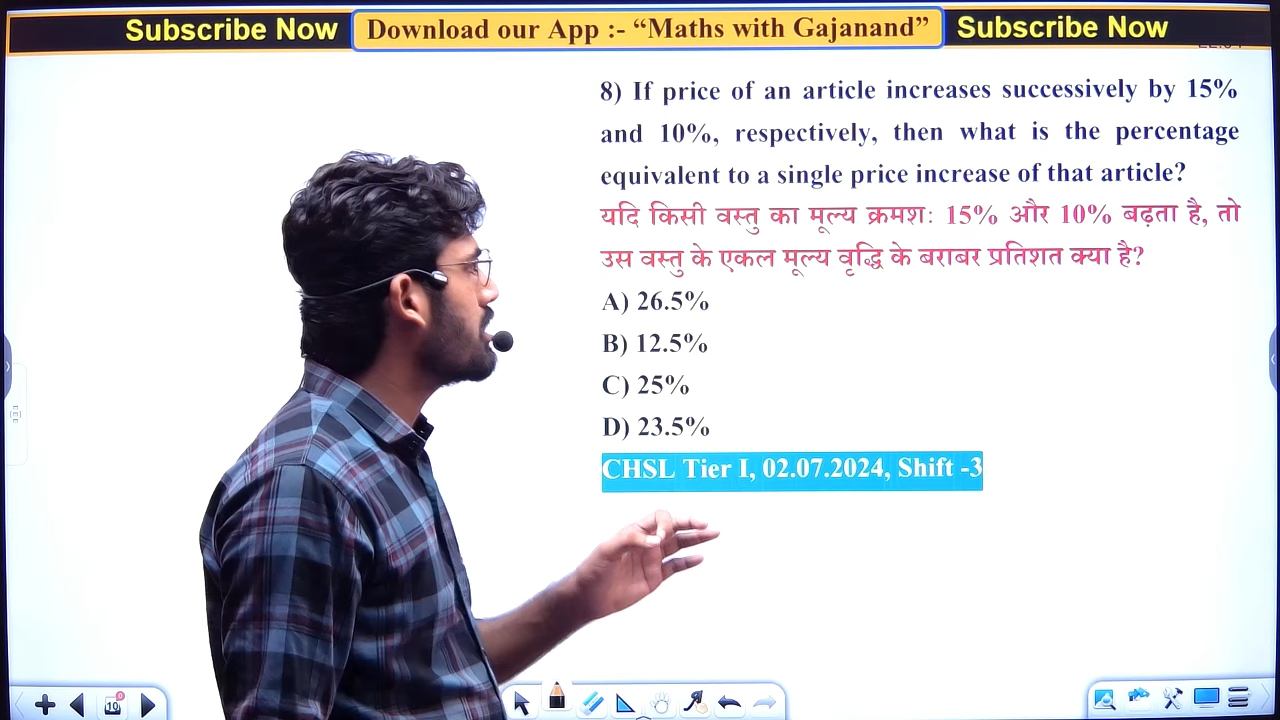 Subscribe Now Download our App :- “Maths with Gajanand” Subscribe Now
8) If price of an article increases successively by 15%
and 10%, respectively, then what is the percentage
equivalent to a single price increase of that article?
यदि किसी वस्तु का मूल्य क्रमश: 15% और 10% बढ़ता है, तो
उस वस्तु के एकल मूल्य वृद्धि के बराबर प्रतिशत क्या है?
A) 26.5%
B) 12.5%
C) 25%
D) 23.5%
CHSL Tier I, 02.07.2024, Shift -3
10